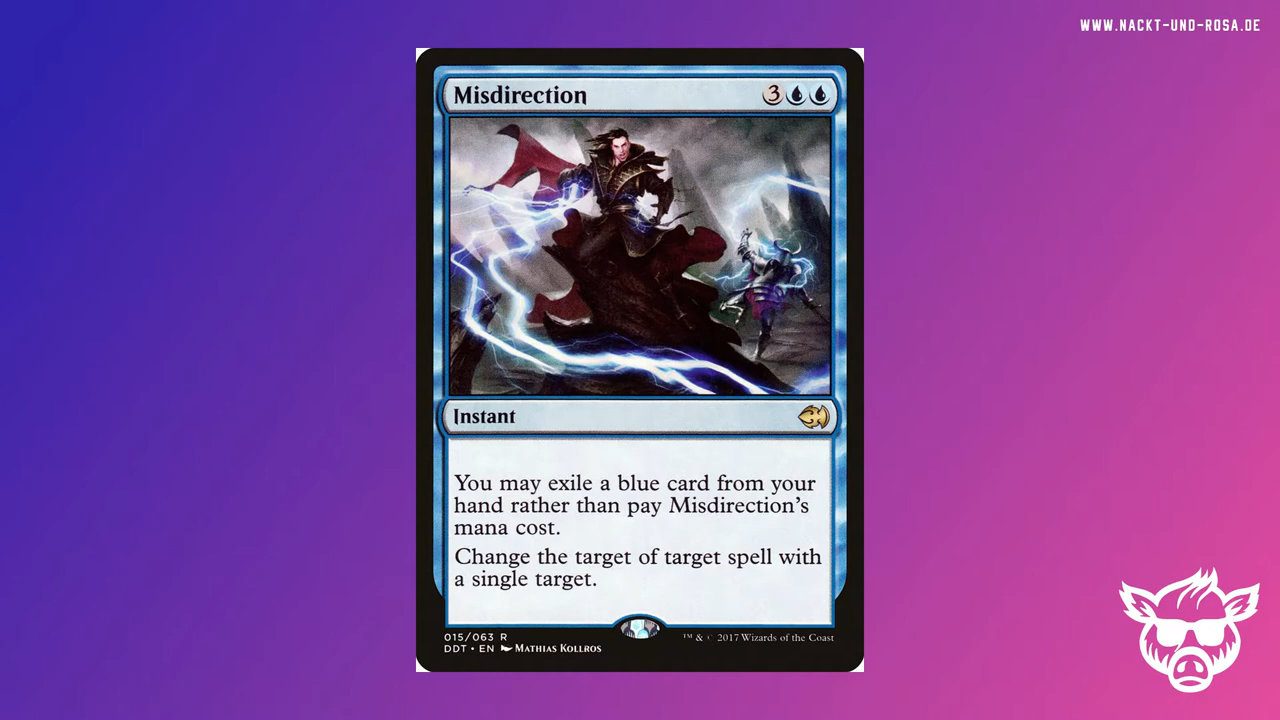 WWW.NACKT-UND-ROSA.DE
Misdirection 3
Instant
You may exile a blue card from your
hand rather than pay Misdirection's
mana cost.
Change the target of target spell with
a single target.
015/063 R
™ & © 2017 Wizards of the Coast
DDT • EN Mathias Kollros